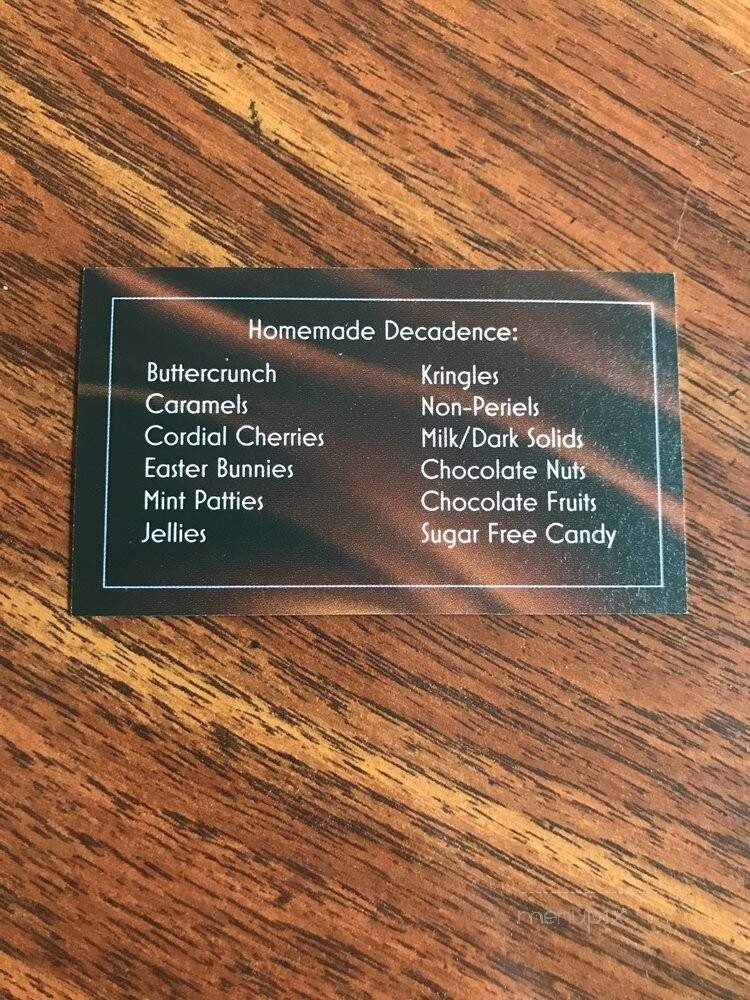 Homemade Decadence:
Buttercrunch
Caramels
Cordial Cherries
Easter Bunnies
Mint Patties
Jellies
Kringles
Non-Periels
Milk/Dark Solids
Chocolate Nuts
Chocolate Fruits
Sugar Free Candy
menupix